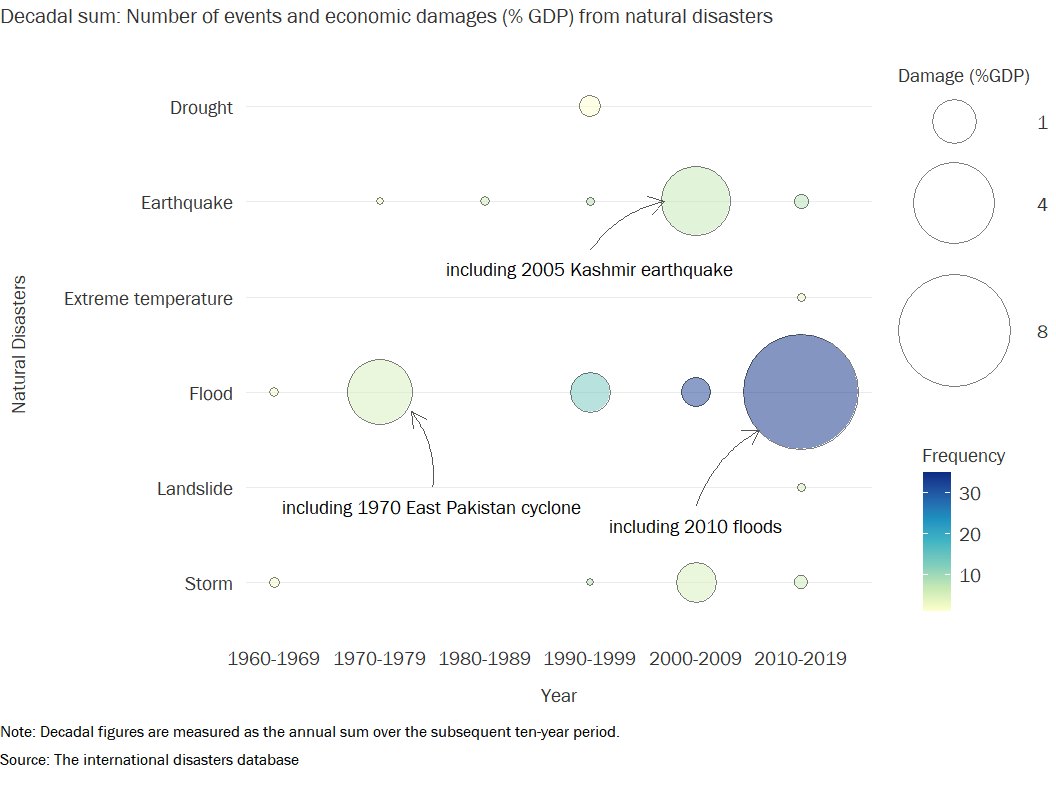 Decadal sum: Number of events and economic damages (% GDP) from natural disasters
Damage (%GDP)
1
4
8
Drought
Earthquake
including 2005 Kashmir earthquake
Extreme temperature
Natural Disasters
Flood
Landslide
including 1970 East Pakistan cyclone
including 2010 floods
Storm
Frequency
30
20
10
1960-1969 1970-1979 1980-1989 1990-1999 2000-2009 2010-2019
Year
Note: Decadal figures are measured as the annual sum over the subsequent ten-year period.
Source: The international disasters database